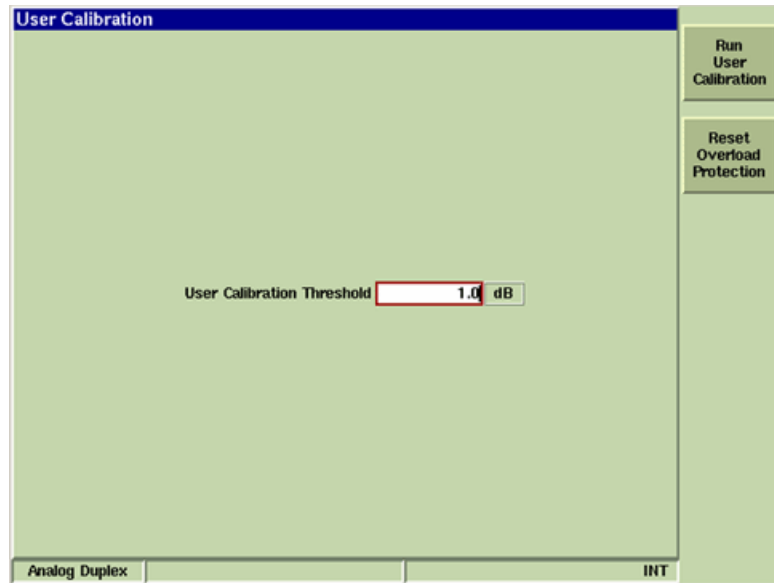 User Calibration
Run
User
Calibration
Reset
Overload
Protection
User Calibration Threshold 1.0 dB
Analog Duplex INT